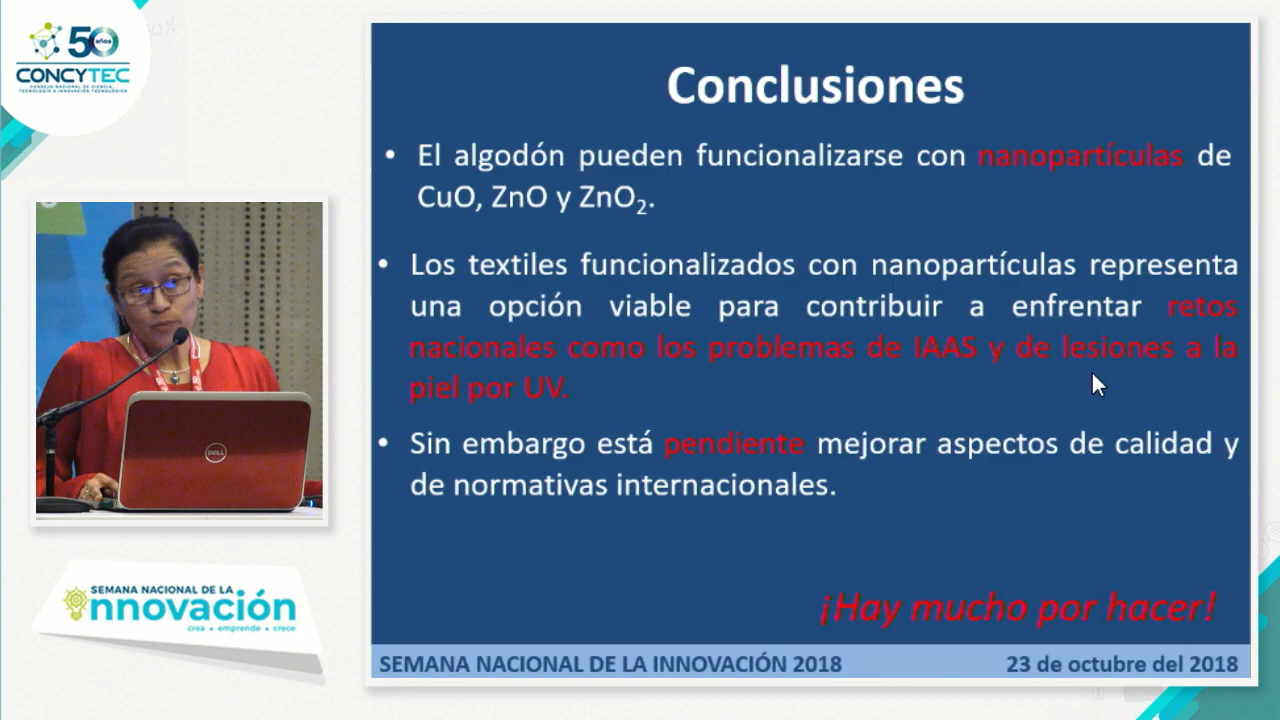 50 años
CONCYTEC
CONSEJO NACIONAL DE CIENCIA,
TECNOLOGÍA E INNOVACIÓN TECNOLÓGICA
Conclusiones
• El algodón pueden funcionalizarse con nanopartículas de
CuO, ZnO y ZnO₂.
• Los textiles funcionalizados con nanopartículas representa
una opción viable para contribuir a enfrentar retos
nacionales como los problemas de IAAS y de lesiones a la
piel por UV.
• Sin embargo está pendiente mejorar aspectos de calidad y
de normativas internacionales.
¡Hay mucho por hacer!
SEMANA NACIONAL DE LA INNOVACIÓN 2018
23 de octubre del 2018
DELL
SEMANA NACIONAL DE LA
nnovación
crea • emprende • crece